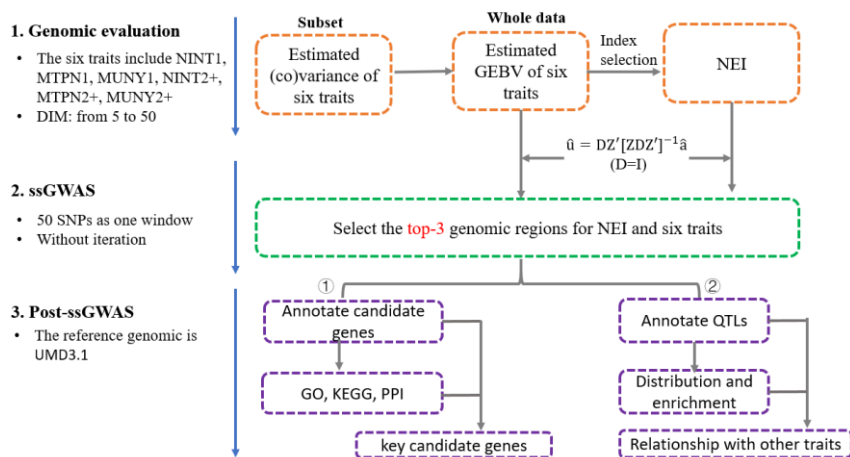 1. Genomic evaluation
• The six traits include NINT1,
MTPN1, MUNY1, NINT2+,
MTPN2+, MUNY2+
• DIM: from 5 to 50
Subset
Whole data
Estimated
(co)variance of
six traits
Estimated
GEBV of six
traits
Index
selection
NEI
û = DZ′[ZDZ′]⁻¹â
(D=I)
2. ssGWAS
• 50 SNPs as one window
• Without iteration
Select the top-3 genomic regions for NEI and six traits
3. Post-ssGWAS
• The reference genomic is
UMD3.1
①
②
Annotate candidate
genes
Annotate QTLs
GO, KEGG, PPI
Distribution and
enrichment
key candidate genes
Relationship with other traits